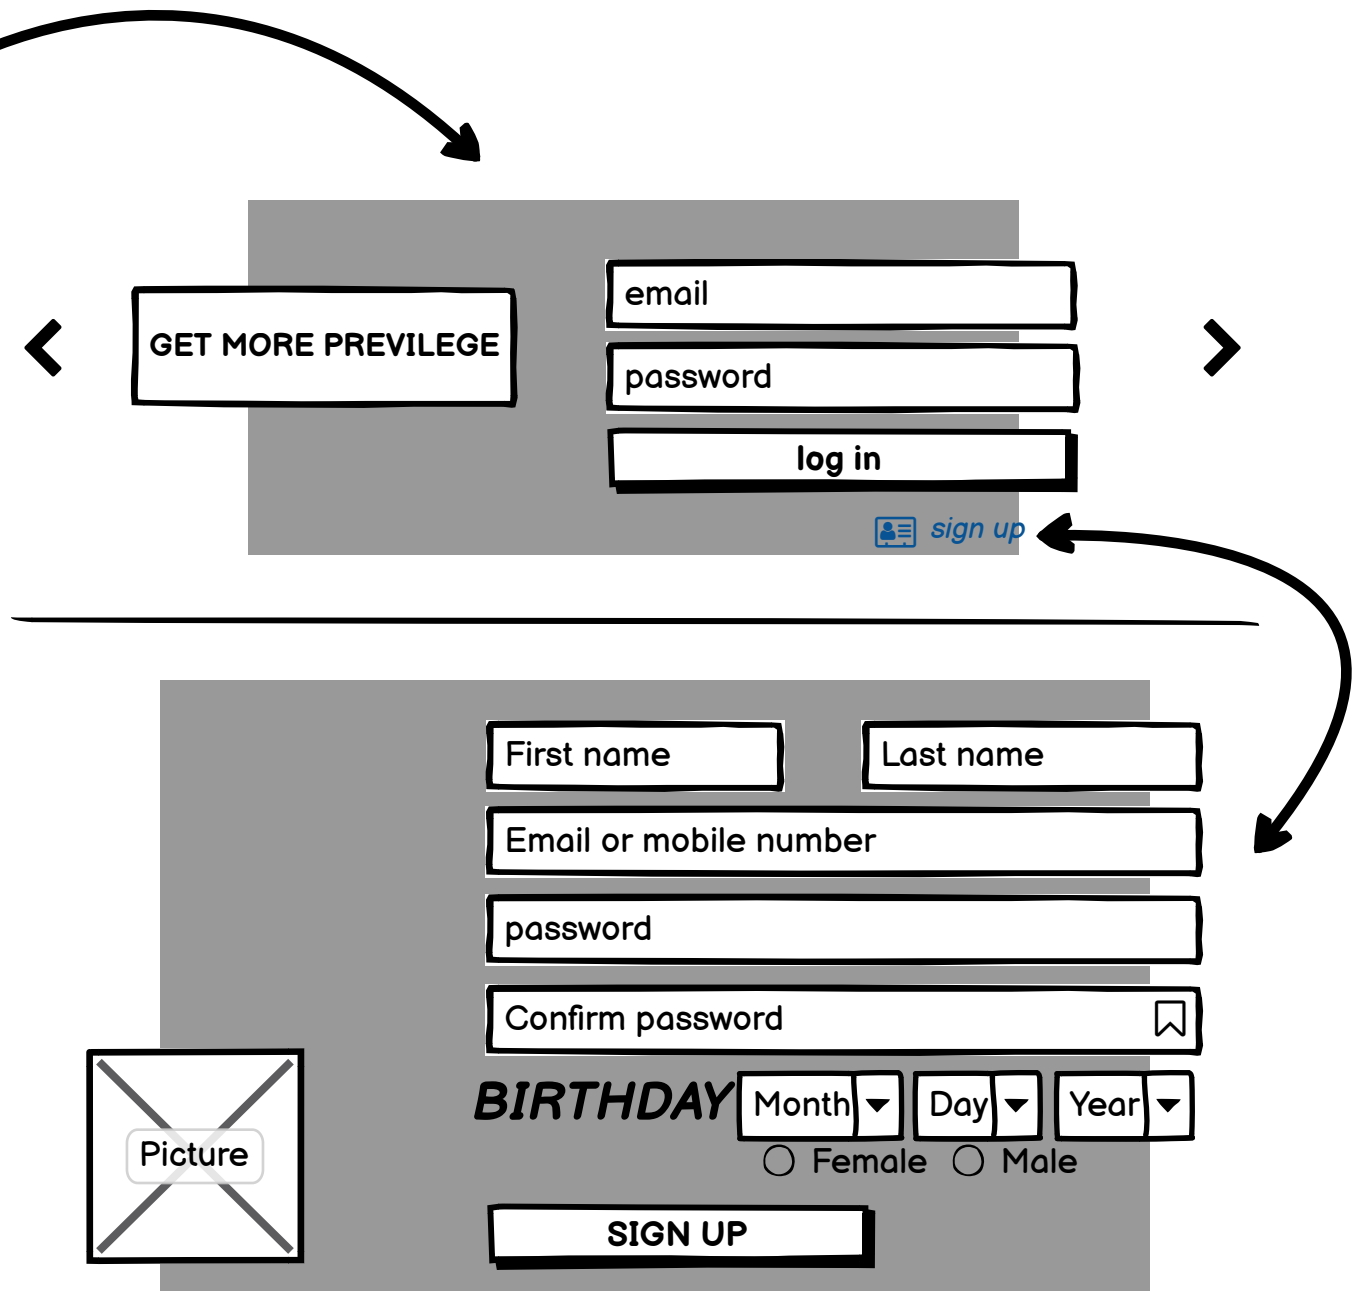 email
GET MORE PREVILEGE
password
log in
sign up
First name Last name
Email or mobile number
password
Confirm password
BIRTHDAY Month Day Year
Picture
Female Male
SIGN UP